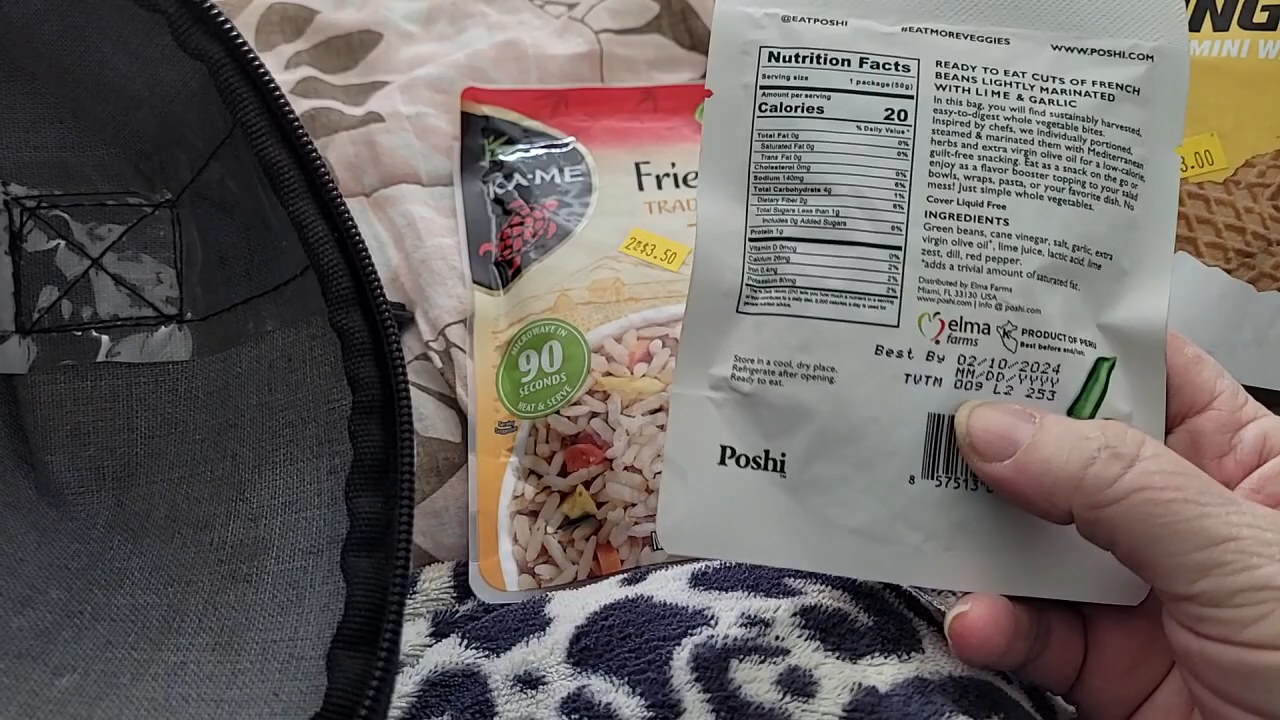 @EATPOSHI
#EATMOREVEGGIES
WWW.POSHI.COM
Nutrition Facts
Serving size 1 package (50g)
Amount per serving
Calories 20
% Daily Value*
Total Fat 0g 0%
Saturated Fat 0g 0%
Trans Fat 0g
Cholesterol 0mg 0%
Sodium 140mg 6%
Total Carbohydrate 4g 1%
Dietary Fiber 2g 6%
Total Sugars Less than 1g
Includes 0g Added Sugars 0%
Protein 1g
Vitamin D 0mcg 0%
Calcium 26mg 2%
Iron 0.4mg 2%
Potassium 80mg 2%
READY TO EAT CUTS OF FRENCH
BEANS LIGHTLY MARINATED
WITH LIME & GARLIC
In this bag, you will find sustainably harvested,
easy-to-digest whole vegetable bites.
Inspired by chefs, we individually portioned,
steamed & marinated them with Mediterranean
herbs and extra virgin olive oil for a low-calorie,
guilt-free snacking. Eat as a snack on the go or
enjoy as a flavor booster topping to your salad
bowls, wraps, pasta, or your favorite dish. No
mess! Just simple whole vegetables.
Cover Liquid Free
INGREDIENTS
Green beans, cane vinegar, salt, garlic, extra
virgin olive oil*, lime juice, lactic acid, lime
zest, dill, red pepper.
*adds a trivial amount of saturated fat.
Distributed by Elma Farms
Miami, FL 33130 USA
www.poshi.com | info @ poshi.com
elma
farms
PRODUCT OF PERU
Best before end/lot:
Best By 02-10-2024
MM-DD-YYYY
TVTM 009 L2 253
Store in a cool, dry place.
Refrigerate after opening.
Ready to eat.
Poshi
8 57513
KA-ME
Frie
TRAD
2@$3.50
MICROWAVE IN
90
SECONDS
HEAT & SERVE
NG
MINI W
3.00